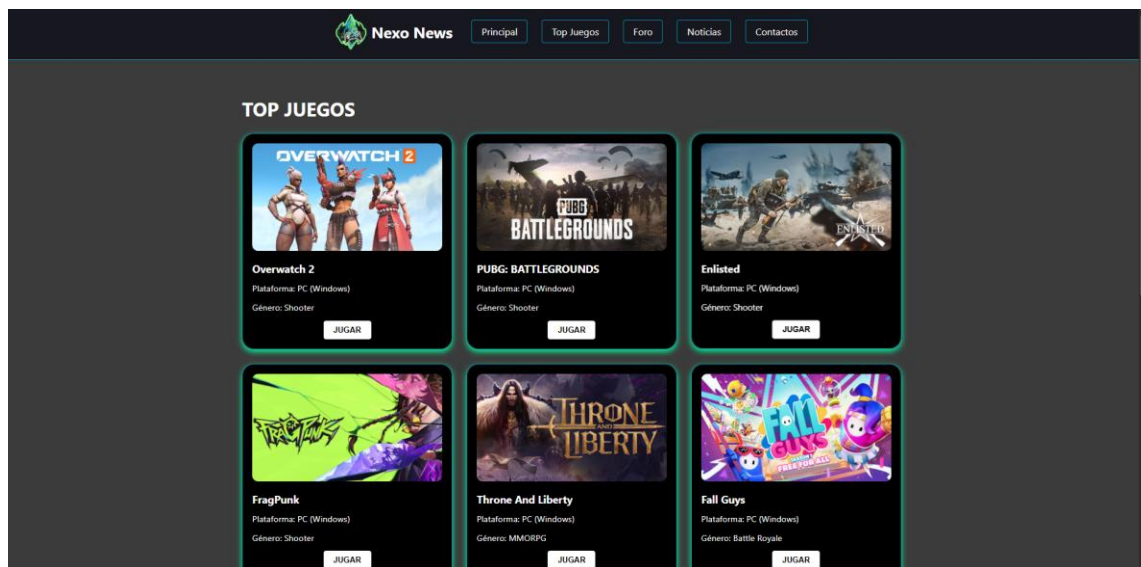 Nexo News
Principal
Top Juegos
Foro
Noticias
Contactos
TOP JUEGOS
OVERWATCH 2
PUBG
BATTLEGROUNDS
ENLISTED
Overwatch 2
PUBG: BATTLEGROUNDS
Enlisted
Plataforma: PC (Windows)
Plataforma: PC (Windows)
Plataforma: PC (Windows)
Género: Shooter
Género: Shooter
Género: Shooter
JUGAR
JUGAR
JUGAR
FRAGPUNK
THRONE
AND
LIBERTY
FALL
GUYS
FREE FOR ALL
FragPunk
Throne And Liberty
Fall Guys
Plataforma: PC (Windows)
Plataforma: PC (Windows)
Plataforma: PC (Windows)
Género: Shooter
Género: MMORPG
Género: Battle Royale
JUGAR
JUGAR
JUGAR